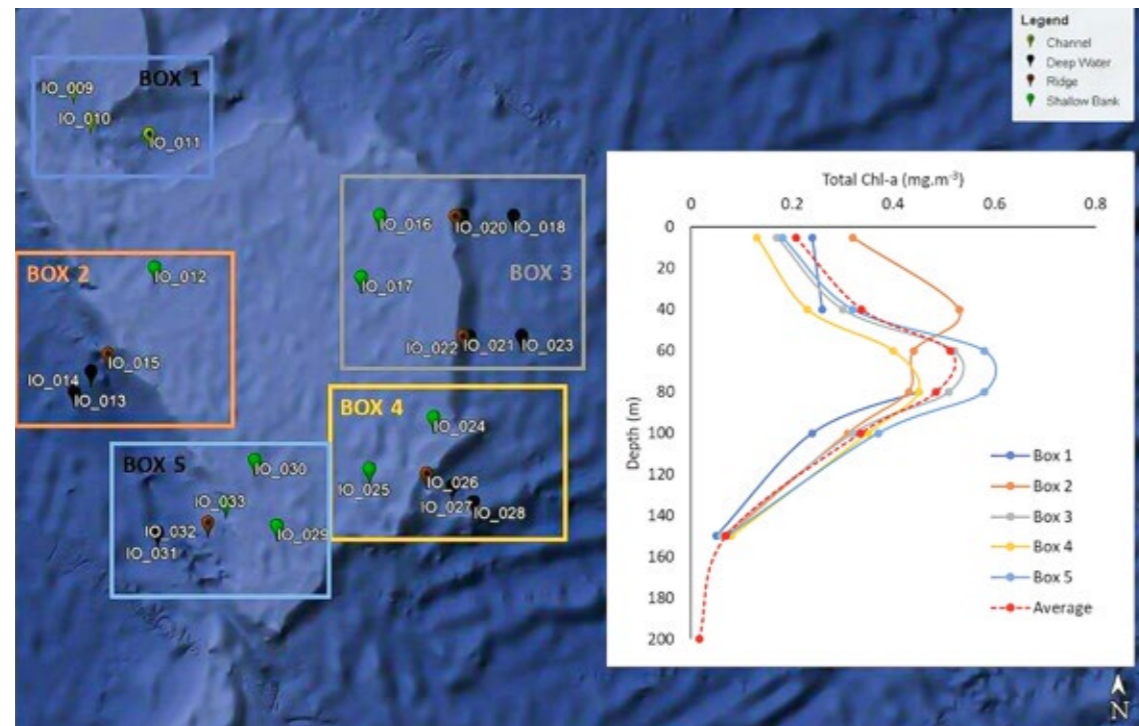 Legend
Channel
Deep Water
Ridge
Shallow Bank
BOX 1
IO_009
IO_010
IO_011
BOX 2
IO_012
IO_015
IO_014
IO_013
BOX 3
IO_016
IO_020
IO_018
IO_017
IO_022
IO_021
IO_023
BOX 4
IO_024
IO_025
IO_026
IO_027
IO_028
BOX 5
IO_030
IO_033
IO_032
IO_029
IO_031
Total Chl-a (mg.m-3)
0 0.2 0.4 0.6 0.8
Depth (m)
0
20
40
60
80
100
120
140
160
180
200
Box 1
Box 2
Box 3
Box 4
Box 5
Average
N